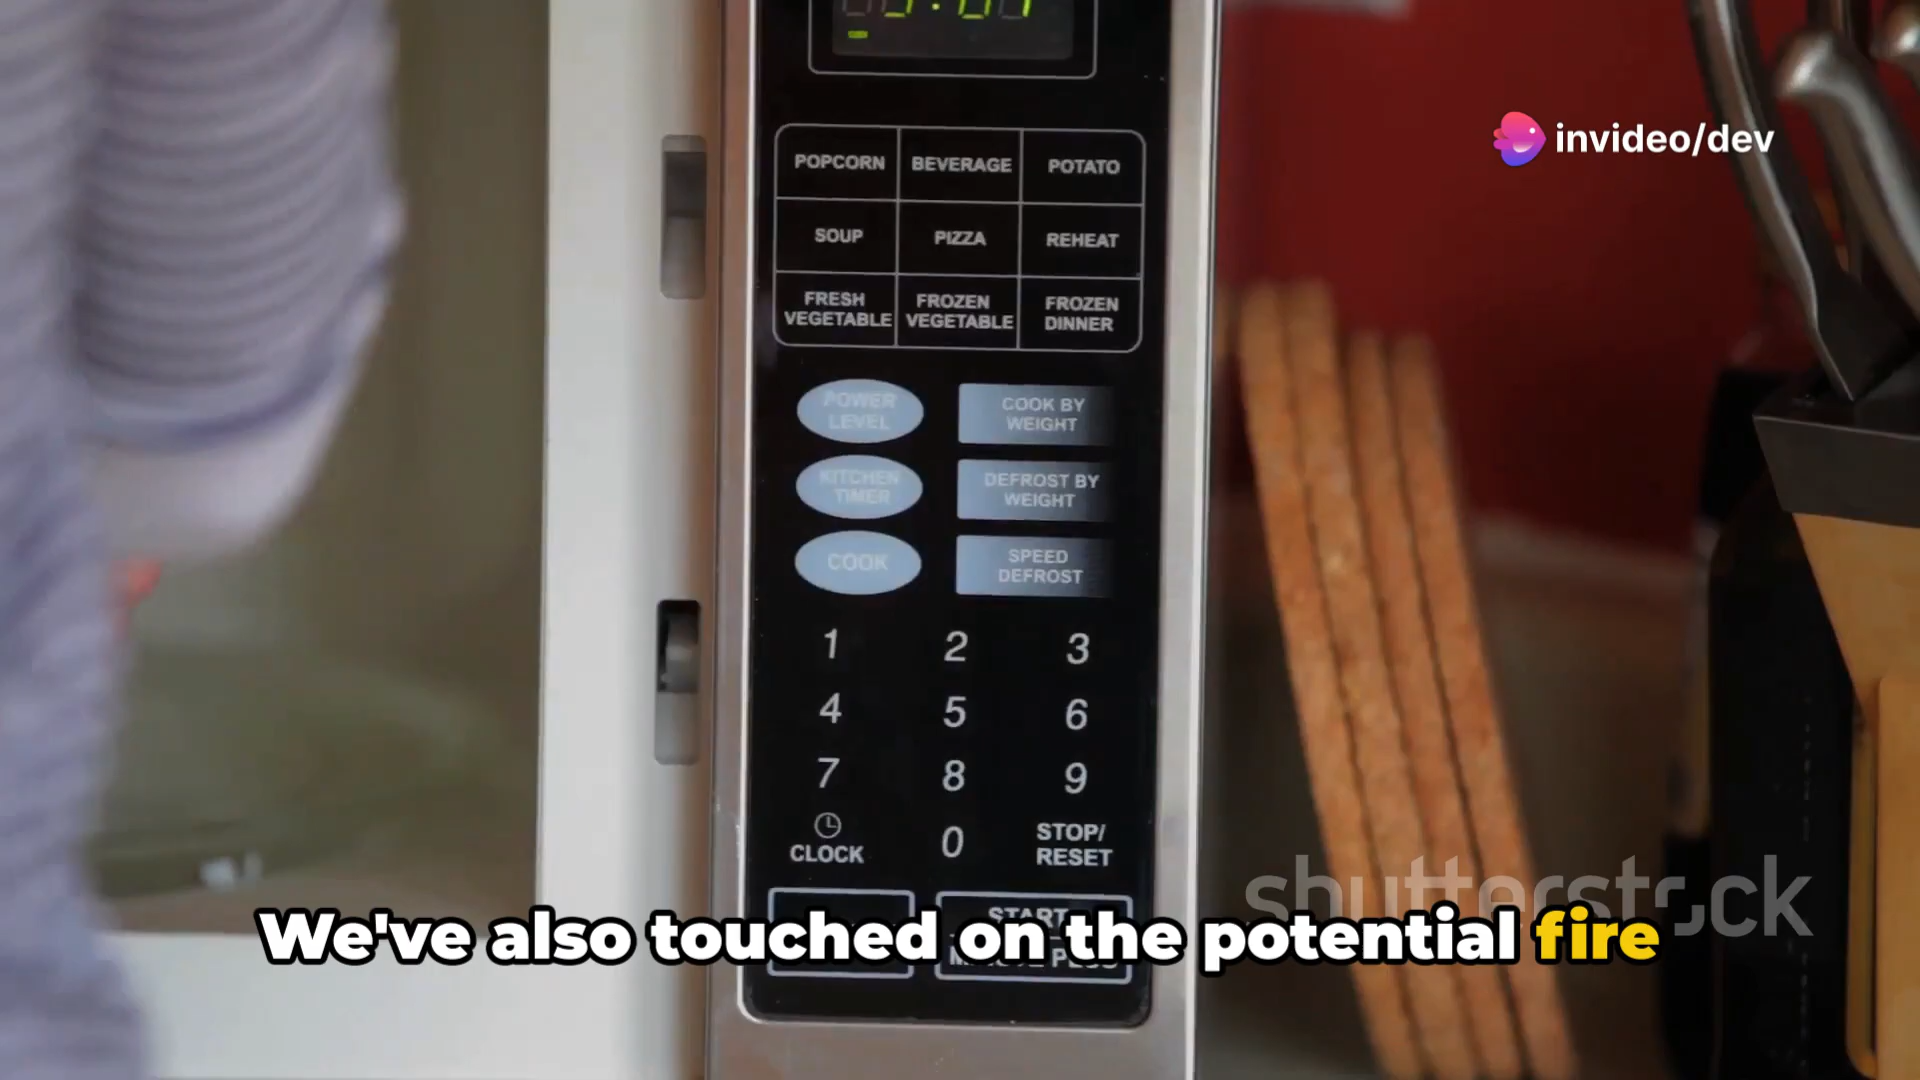 invideo/dev
POPCORN
BEVERAGE
POTATO
SOUP
PIZZA
REHEAT
FRESH
VEGETABLE
FROZEN
VEGETABLE
FROZEN
DINNER
POWER
LEVEL
COOK BY
WEIGHT
KITCHEN
TIMER
DEFROST BY
WEIGHT
COOK
SPEED
DEFROST
1 2 3
4 5 6
7 8 9
CLOCK
0
STOP/
RESET
START
shutterstock
We've also touched on the potential fire